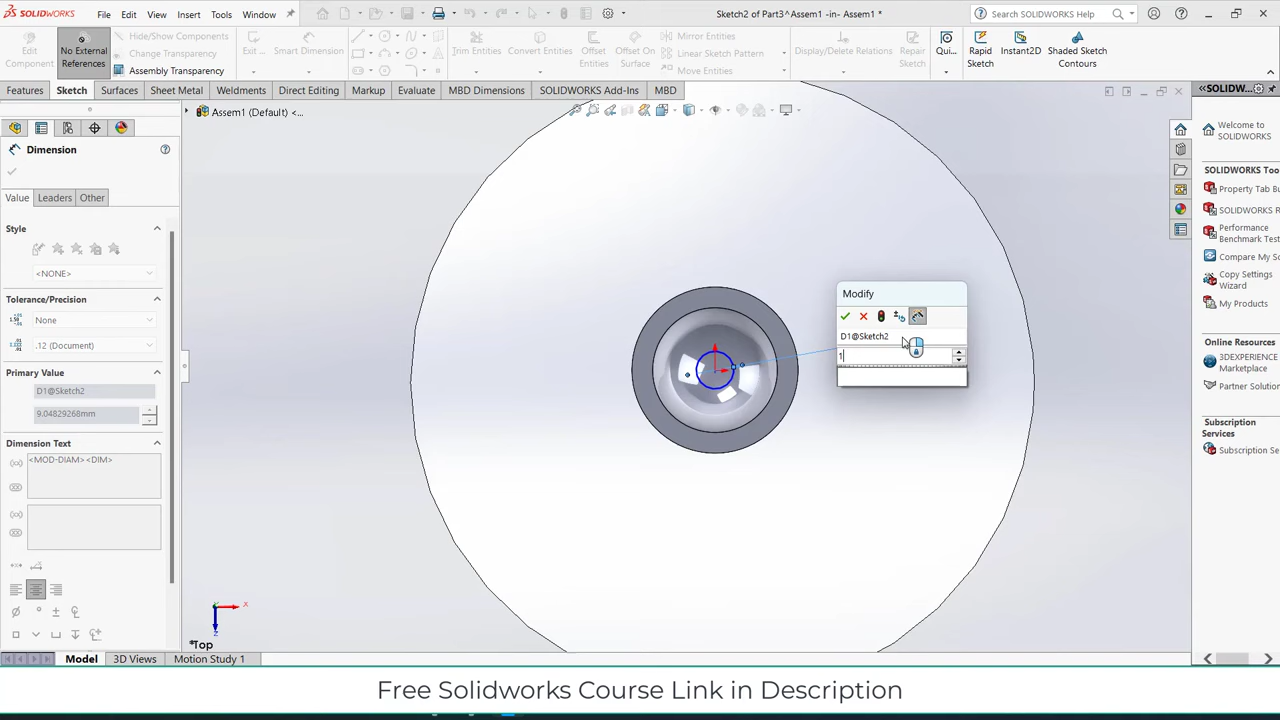 SOLIDWORKS
File
Edit
View
Insert
Tools
Window
Sketch2 of Part3^Assem1 -in- Assem1 *
Search SOLIDWORKS Help
Edit Component
No External References
Hide/Show Components
Change Transparency
Assembly Transparency
Exit ...
Smart Dimension
Trim Entities
Convert Entities
Offset Entities
Offset On Surface
Mirror Entities
Linear Sketch Pattern
Move Entities
Display/Delete Relations
Repair Sketch
Qui...
Rapid Sketch
Instant2D
Shaded Sketch Contours
Features
Sketch
Surfaces
Sheet Metal
Weldments
Direct Editing
Markup
Evaluate
MBD Dimensions
SOLIDWORKS Add-Ins
MBD
Assem1 (Default) <...
Dimension
Value
Leaders
Other
Style
<NONE>
Tolerance/Precision
None
.12 (Document)
Primary Value
D1@Sketch2
9.04829268mm
Dimension Text
<MOD-DIAM><DIM>
Modify
D1@Sketch2
1
X
Z
*Top
SOLIDW...
Welcome to SOLIDWORKS
SOLIDWORKS Too
Property Tab Bu
SOLIDWORKS R
Performance Benchmark Test
Compare My So
Copy Settings Wizard
My Products
Online Resources
3DEXPERIENCE Marketplace
Partner Solution
Subscription Services
Subscription Se
Model
3D Views
Motion Study 1
Free Solidworks Course Link in Description